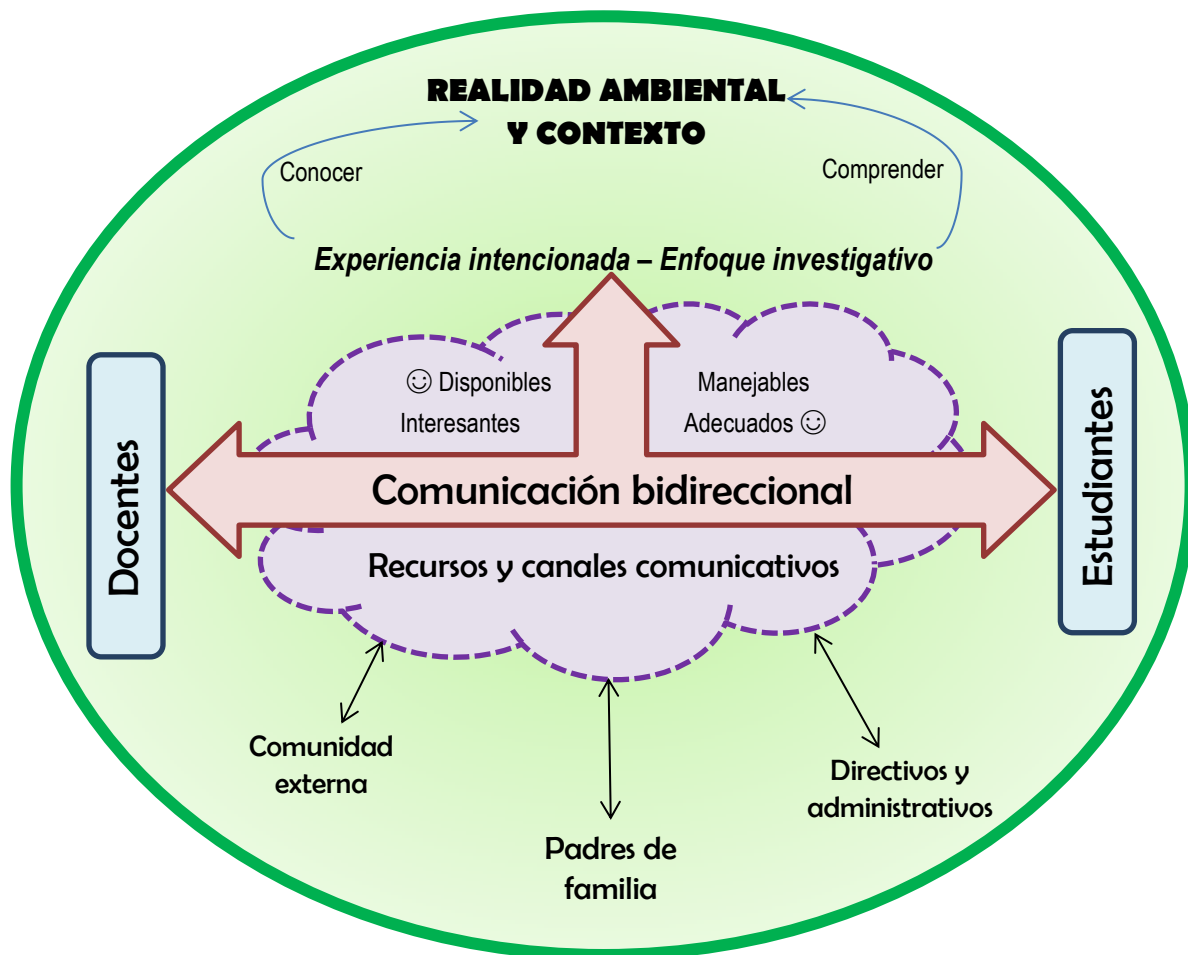 REALIDAD AMBIENTAL
Y CONTEXTO
Conocer
Comprender
Experiencia intencionada – Enfoque investigativo
☺ Disponibles
Interesantes
Manejables
Adecuados ☺
Docentes
Comunicación bidireccional
Estudiantes
Recursos y canales comunicativos
Comunidad
externa
Padres de
familia
Directivos y
administrativos